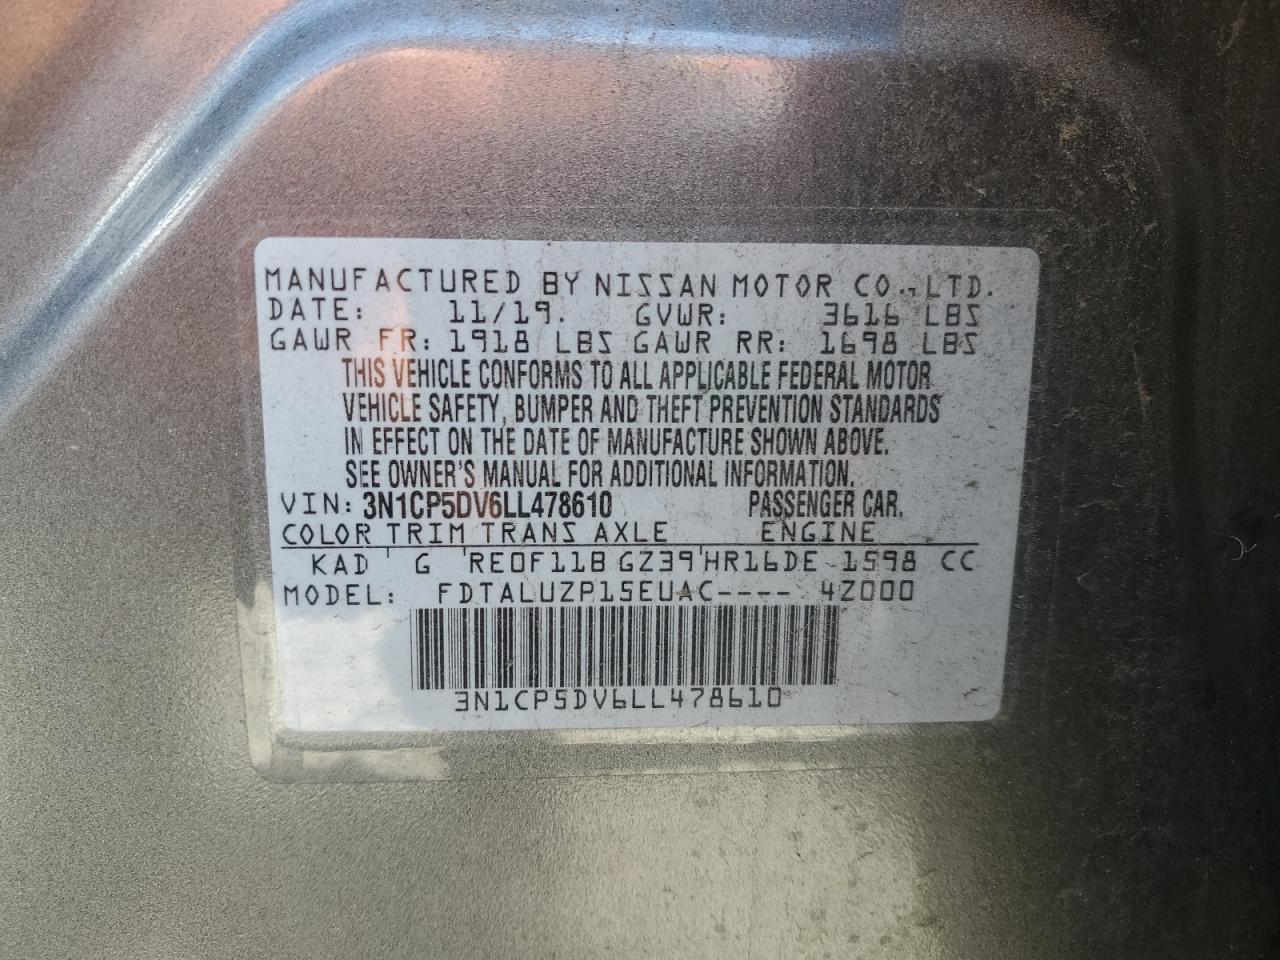 MANUFACTURED BY NISSAN MOTOR CO., LTD.
DATE: 11/19. GVWR: 3616 LBS
GAWR FR: 1918 LBS GAWR RR: 1698 LBS
THIS VEHICLE CONFORMS TO ALL APPLICABLE FEDERAL MOTOR
VEHICLE SAFETY, BUMPER AND THEFT PREVENTION STANDARDS
IN EFFECT ON THE DATE OF MANUFACTURE SHOWN ABOVE.
SEE OWNER'S MANUAL FOR ADDITIONAL INFORMATION.
VIN: 3N1CP5DV6LL478610 PASSENGER CAR.
COLOR TRIM TRANS AXLE ENGINE
KAD ' G 'RE0F11B GZ39'HR16DE 1598 CC
MODEL: FDTALUZP15EUAC---- 42000
3N1CP5DV6LL478610